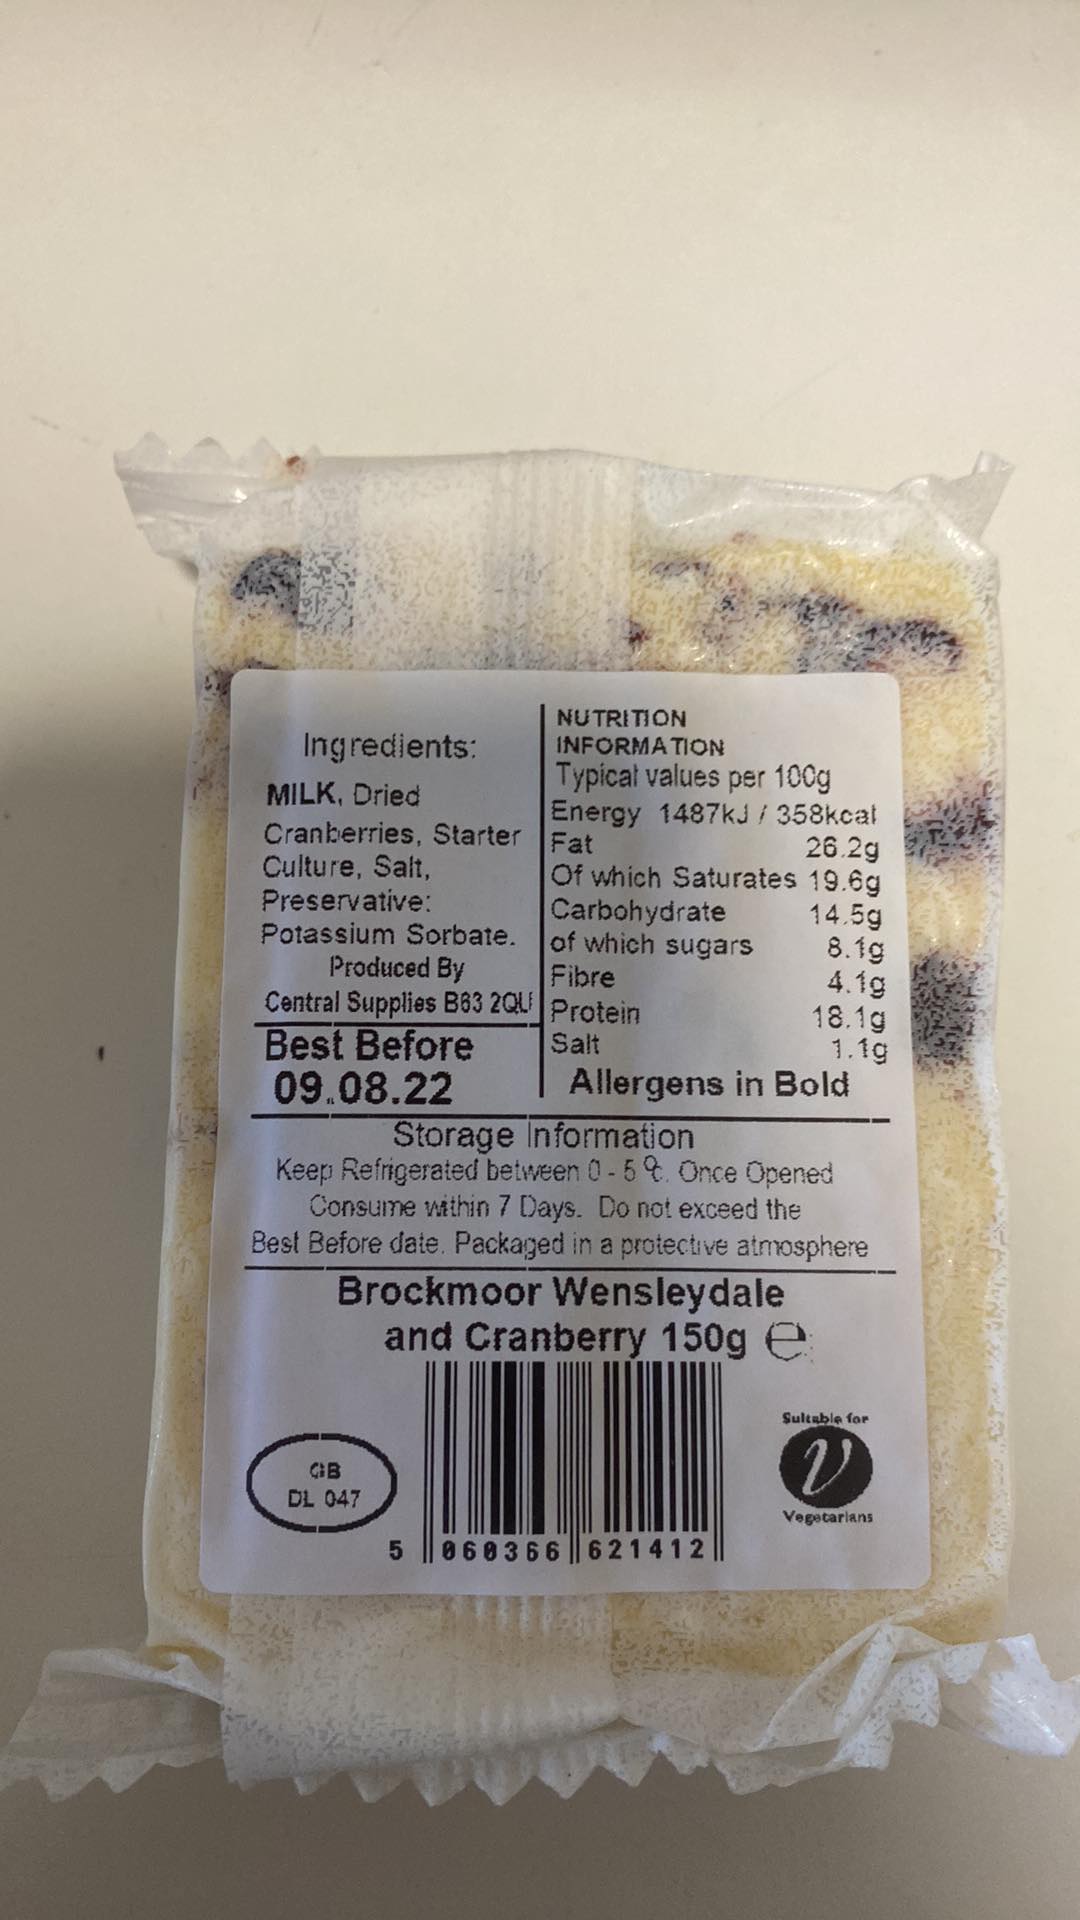 Ingredients:
MILK, Dried
Cranberries, Starter
Culture, Salt,
Preservative:
Potassium Sorbate.
Produced By
Central Supplies B63 2QU
Best Before
09.08.22
NUTRITION
INFORMATION
Typical values per 100g
Energy 1487kJ / 358kcal
Fat 26.2g
Of which Saturates 19.6g
Carbohydrate 14.5g
of which sugars 8.1g
Fibre 4.1g
Protein 18.1g
Salt 1.1g
Allergens in Bold
Storage Information
Keep Refrigerated between 0 - 5℃. Once Opened
Consume within 7 Days. Do not exceed the
Best Before date. Packaged in a protective atmosphere
Brockmoor Wensleydale
and Cranberry 150g ℮
GB
DL 047
5 060366 621412
Suitable for
V
Vegetarians